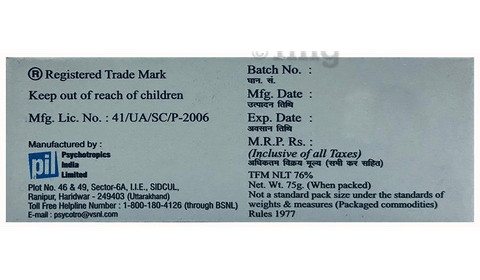 ® Registered Trade Mark
Keep out of reach of children
Mfg. Lic. No. : 41/UA/SC/P-2006
Manufactured by :
pil
Psychotropics
India
Limited
Plot No. 46 & 49, Sector-6A, I.I.E., SIDCUL,
Ranipur, Haridwar - 249403 (Uttarakhand)
Toll Free Helpline Number : 1-800-180-4126 (through BSNL)
E-mail : psycotro@vsnl.com
Batch No. :
घान. सं.
Mfg. Date :
उत्पादन तिथि
Exp. Date :
अवसान तिथि
M.R.P. Rs. :
(Inclusive of all Taxes)
अधिकतम विक्रय मूल्य (सभी कर सहित)
TFM NLT 76%
Net. Wt. 75g. (When packed)
Not a standard pack size under the standards of
weights & measures (Packaged commodities)
Rules 1977